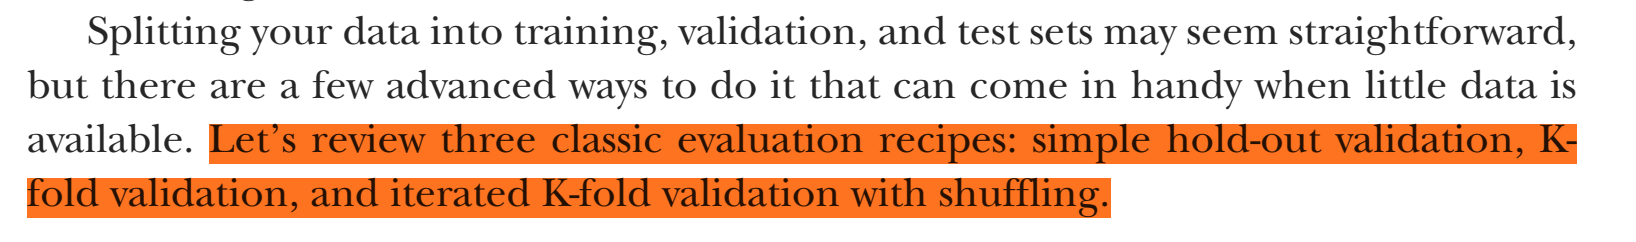 Splitting your data into training, validation, and test sets may seem straightforward,
but there are a few advanced ways to do it that can come in handy when little data is
available. Let’s review three classic evaluation recipes: simple hold-out validation, K-
fold validation, and iterated K-fold validation with shuffling.